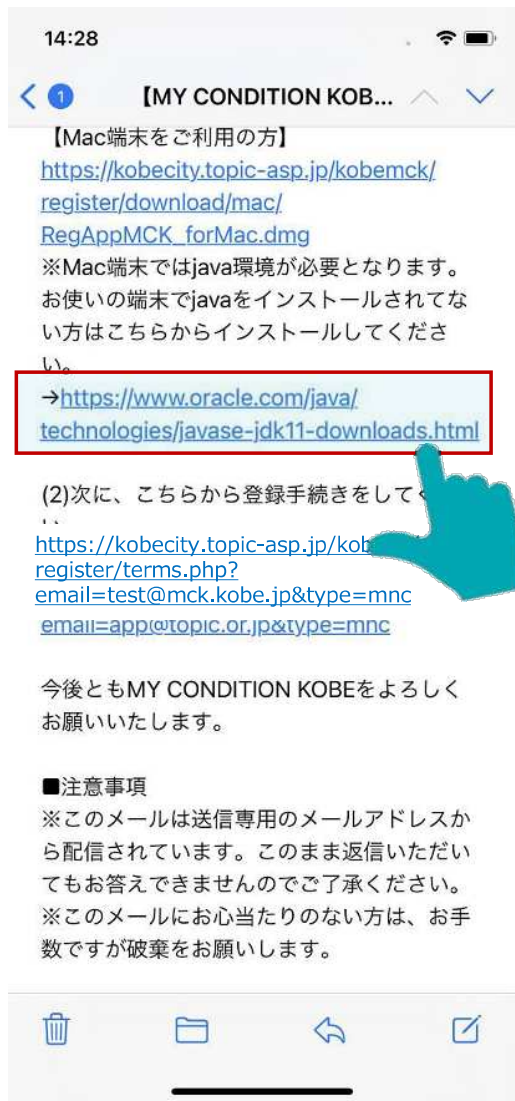 14:28
1
【MY CONDITION KOB...
【Mac端末をご利用の方】
https://kobecity.topic-asp.jp/kobemck/
register/download/mac/
RegAppMCK_forMac.dmg
※Mac端末ではjava環境が必要となります。
お使いの端末でjavaをインストールされてな
い方はこちらからインストールしてくださ
い。
→https://www.oracle.com/java/
technologies/javase-jdk11-downloads.html
(2)次に、こちらから登録手続きをして
https://kobecity.topic-asp.jp/kob
register/terms.php?
email=test@mck.kobe.jp&type=mnc
email=app@topic.or.jp&type=mnc
今後ともMY CONDITION KOBEをよろしく
お願いいたします。
■注意事項
※このメールは送信専用のメールアドレスか
ら配信されています。このまま返信いただい
てもお答えできませんのでご了承ください。
※このメールにお心当たりのない方は、お手
数ですが破棄をお願いします。